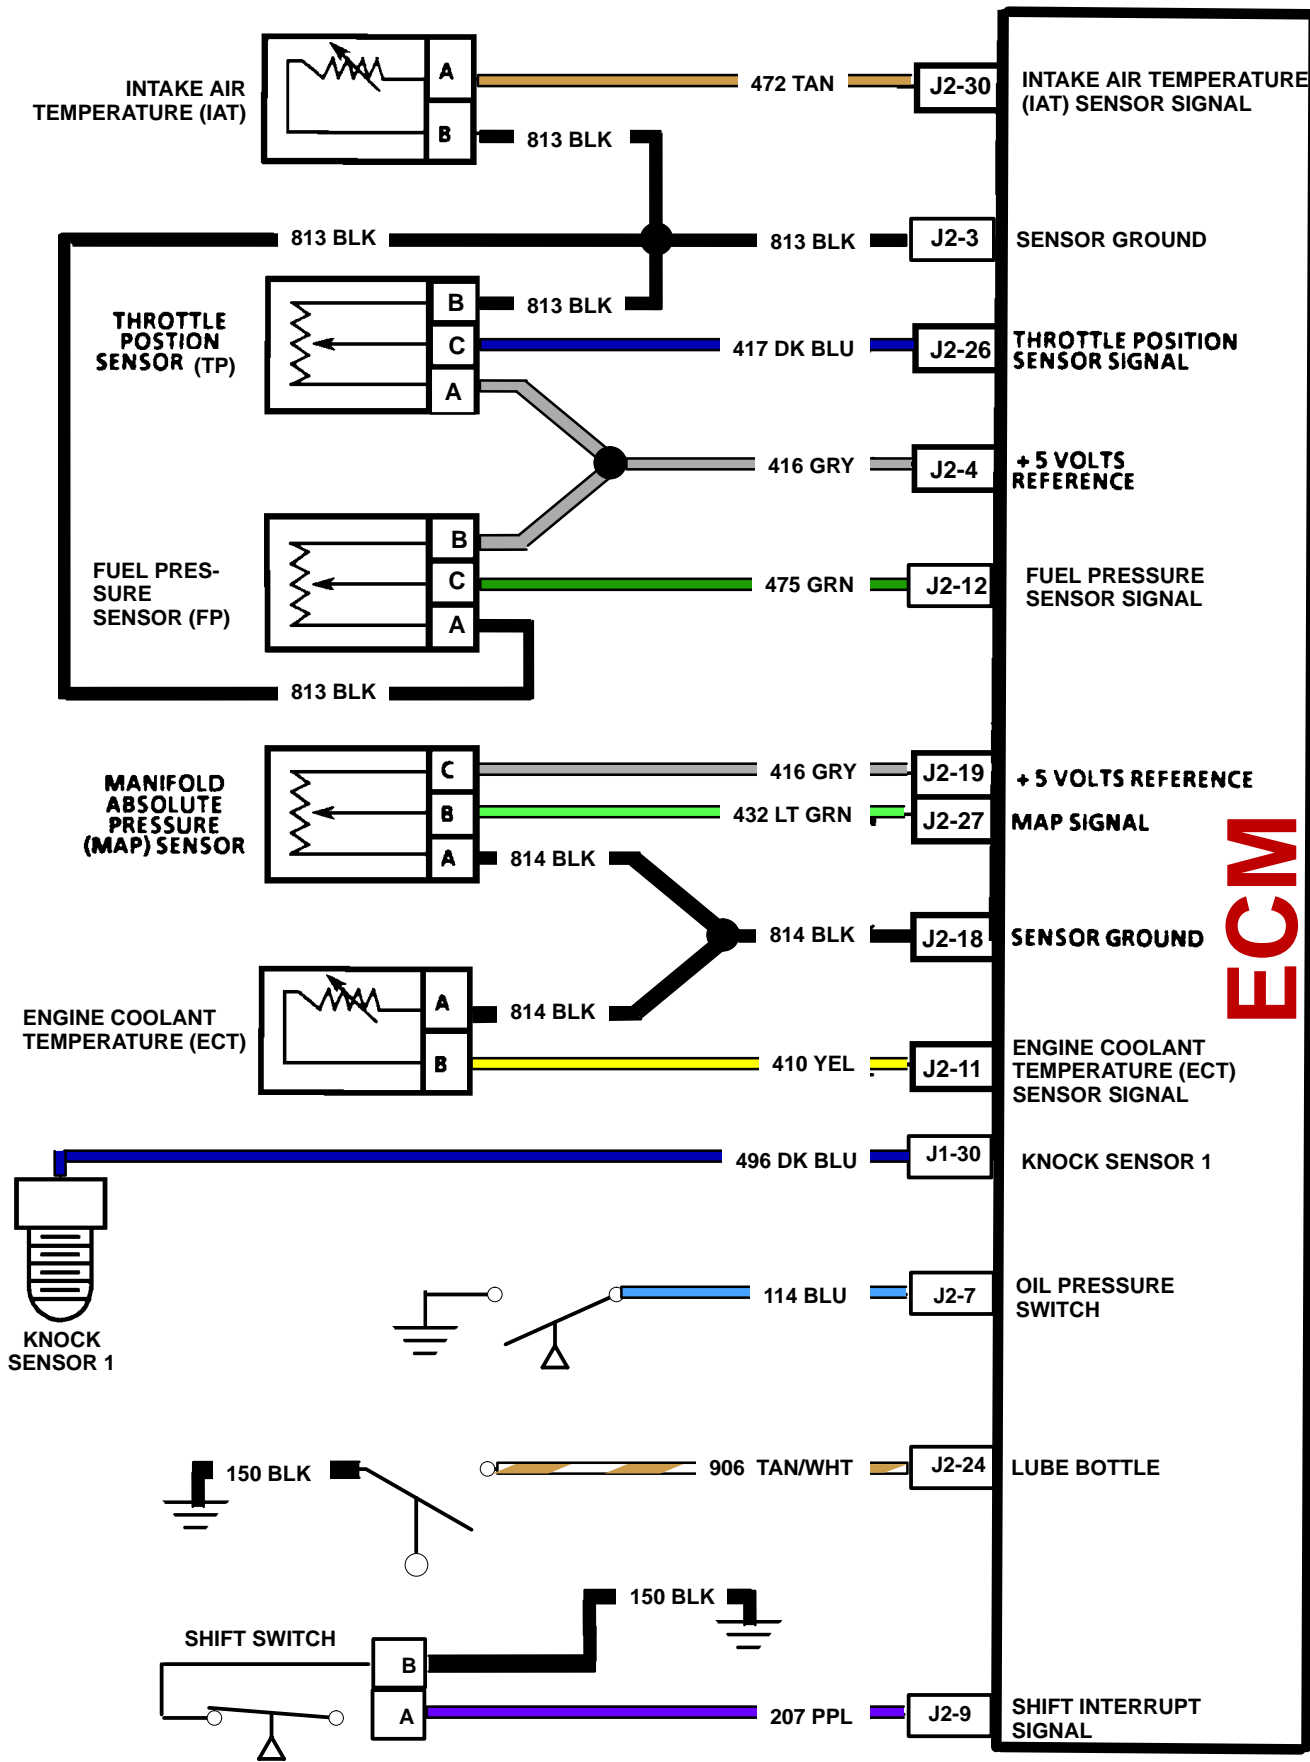 INTAKE AIR
TEMPERATURE (IAT)
A
B
472 TAN
J2-30
INTAKE AIR TEMPERATURE
(IAT) SENSOR SIGNAL
813 BLK
813 BLK
813 BLK
J2-3
SENSOR GROUND
THROTTLE
POSTION
SENSOR (TP)
B
C
A
813 BLK
417 DK BLU
J2-26
THROTTLE POSITION
SENSOR SIGNAL
416 GRY
J2-4
+5 VOLTS
REFERENCE
FUEL PRES-
SURE
SENSOR (FP)
B
C
A
475 GRN
J2-12
FUEL PRESSURE
SENSOR SIGNAL
813 BLK
MANIFOLD
ABSOLUTE
PRESSURE
(MAP) SENSOR
C
B
A
416 GRY
J2-19
+5 VOLTS REFERENCE
432 LT GRN
J2-27
MAP SIGNAL
814 BLK
814 BLK
J2-18
SENSOR GROUND
ECM
ENGINE COOLANT
TEMPERATURE (ECT)
A
B
814 BLK
410 YEL
J2-11
ENGINE COOLANT
TEMPERATURE (ECT)
SENSOR SIGNAL
496 DK BLU
J1-30
KNOCK SENSOR 1
KNOCK
SENSOR 1
114 BLU
J2-7
OIL PRESSURE
SWITCH
150 BLK
906 TAN/WHT
J2-24
LUBE BOTTLE
150 BLK
SHIFT SWITCH
B
A
207 PPL
J2-9
SHIFT INTERRUPT
SIGNAL